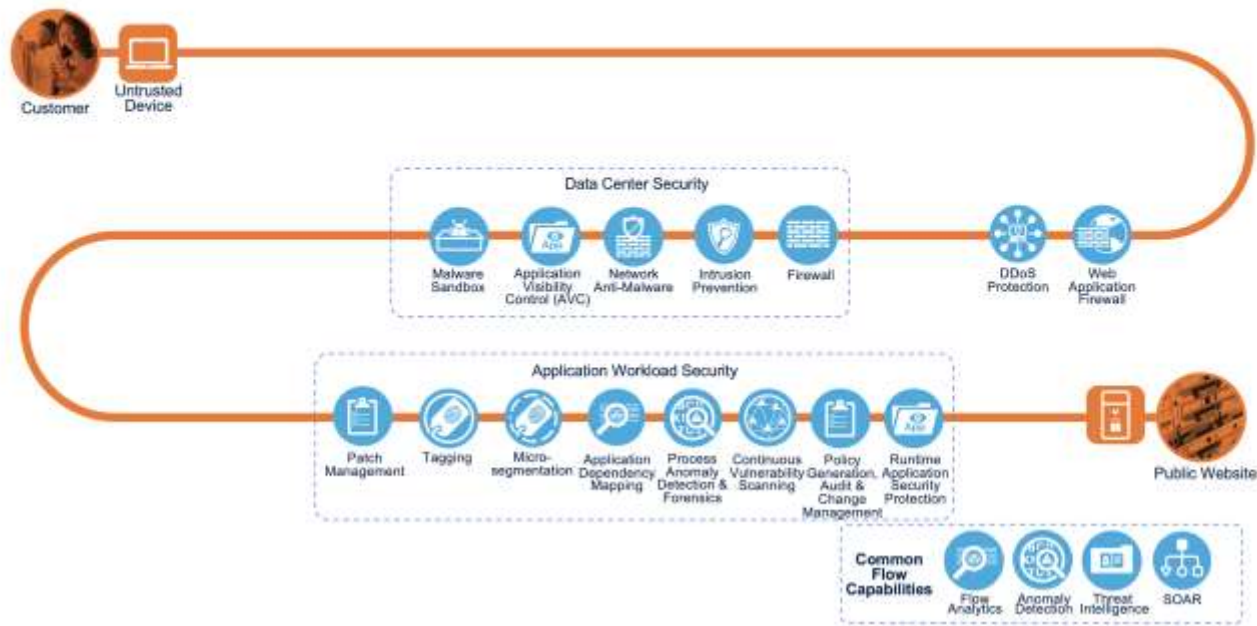 Customer
Untrusted
Device
Data Center Security
Malware
Sandbox
App
Application
Visibility
Control (AVC)
Network
Anti-Malware
Intrusion
Prevention
Firewall
DDoS
Protection
Web
Application
Firewall
Application Workload Security
Patch
Management
Tagging
Micro-
segmentation
Application
Dependency
Mapping
Process
Anomaly
Detection &
Forensics
Continuous
Vulnerability
Scanning
Policy
Generation,
Audit &
Change
Management
App
Runtime
Application
Security
Protection
Public Website
Common
Flow
Capabilities
Flow
Analytics
Anomaly
Detection
Threat
Intelligence
SOAR